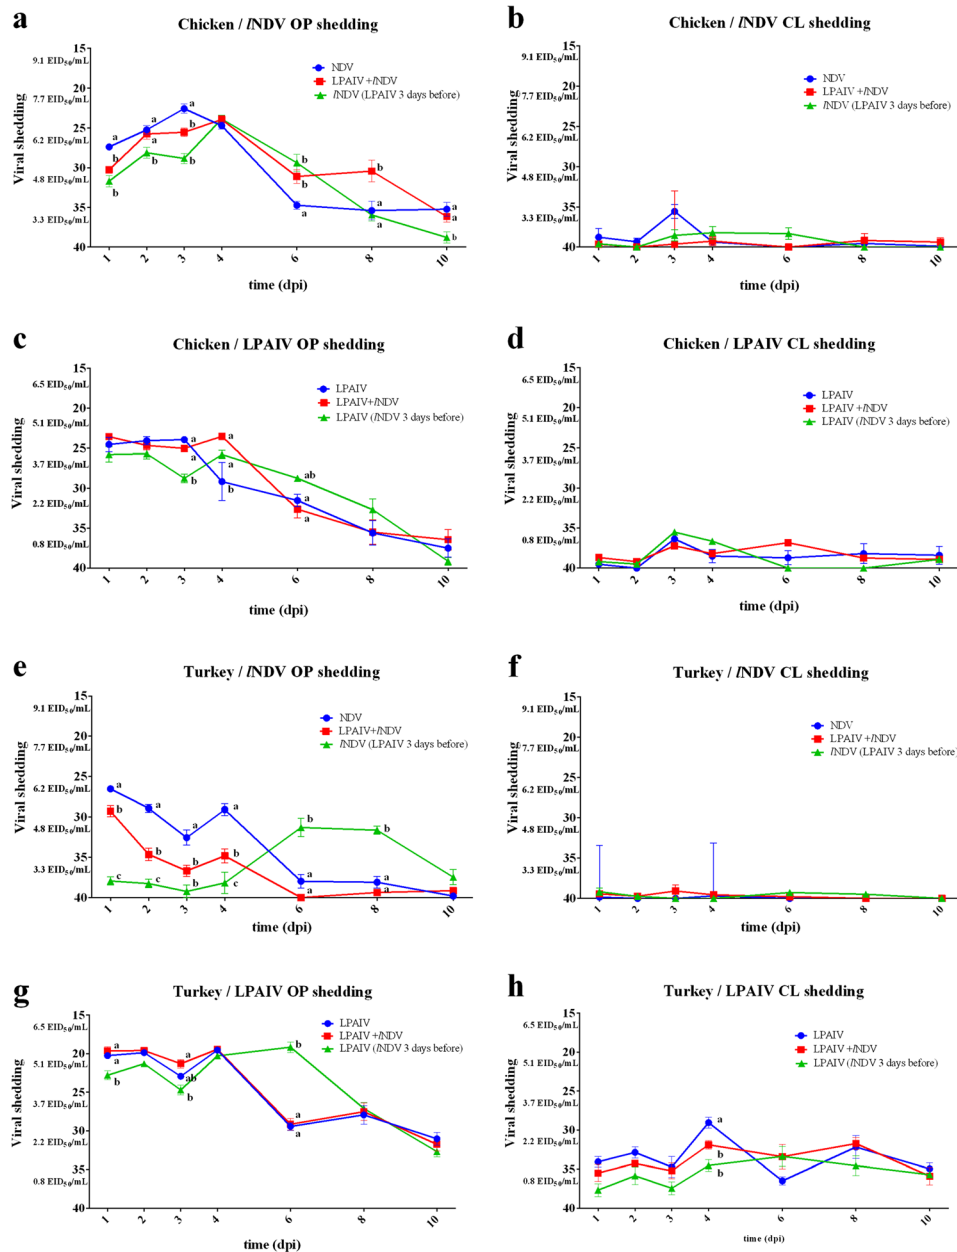 a
Chicken / lNDV OP shedding
15
9.1 EID50/mL
20
7.7 EID50/mL
25
6.2 EID50/mL
30
4.8 EID50/mL
35
3.3 EID50/mL
40
Viral shedding
NDV
LPAIV +lNDV
lNDV (LPAIV 3 days before)
a b b a a b a b b b b a b a a a a b
1 2 3 4 6 8 10
time (dpi)
b
Chicken / lNDV CL shedding
15
9.1 EID50/mL
20
7.7 EID50/mL
25
6.2 EID50/mL
30
4.8 EID50/mL
35
3.3 EID50/mL
40
Viral shedding
NDV
LPAIV +lNDV
lNDV (LPAIV 3 days before)
1 2 3 4 6 8 10
time (dpi)
c
Chicken / LPAIV OP shedding
15
6.5 EID50/mL
20
5.1 EID50/mL
25
3.7 EID50/mL
30
2.2 EID50/mL
35
0.8 EID50/mL
40
Viral shedding
LPAIV
LPAIV+lNDV
LPAIV (lNDV 3 days before)
a a b a a b ab a a
1 2 3 4 6 8 10
time (dpi)
d
Chicken / LPAIV CL shedding
15
6.5 EID50/mL
20
5.1 EID50/mL
25
3.7 EID50/mL
30
2.2 EID50/mL
35
0.8 EID50/mL
40
Viral shedding
LPAIV
LPAIV +lNDV
LPAIV (lNDV 3 days before)
1 2 3 4 6 8 10
time (dpi)
e
Turkey / lNDV OP shedding
15
9.1 EID50/mL
20
7.7 EID50/mL
25
6.2 EID50/mL
30
4.8 EID50/mL
35
3.3 EID50/mL
40
Viral shedding
NDV
LPAIV+lNDV
lNDV (LPAIV 3 days before)
a b c a b c a b b a b c b a a b a a
1 2 3 4 6 8 10
time (dpi)
f
Turkey / lNDV CL shedding
15
9.1 EID50/mL
20
7.7 EID50/mL
25
6.2 EID50/mL
30
4.8 EID50/mL
35
3.3 EID50/mL
40
Viral shedding
NDV
LPAIV +lNDV
lNDV (LPAIV 3 days before)
1 2 3 4 6 8 10
time (dpi)
g
Turkey / LPAIV OP shedding
6.5 EID50/mL
20
5.1 EID50/mL
25
3.7 EID50/mL
30
2.2 EID50/mL
35
0.8 EID50/mL
40
Viral shedding
LPAIV
LPAIV +lNDV
LPAIV (lNDV 3 days before)
a a b a ab b b a a
1 2 3 4 6 8 10
time (dpi)
h
Turkey / LPAIV CL shedding
6.5 EID50/mL
20
5.1 EID50/mL
25
3.7 EID50/mL
30
2.2 EID50/mL
35
0.8 EID50/mL
40
Viral shedding
LPAIV
LPAIV +lNDV
LPAIV (lNDV 3 days before)
a b b
1 2 3 4 6 8 10
time (dpi)